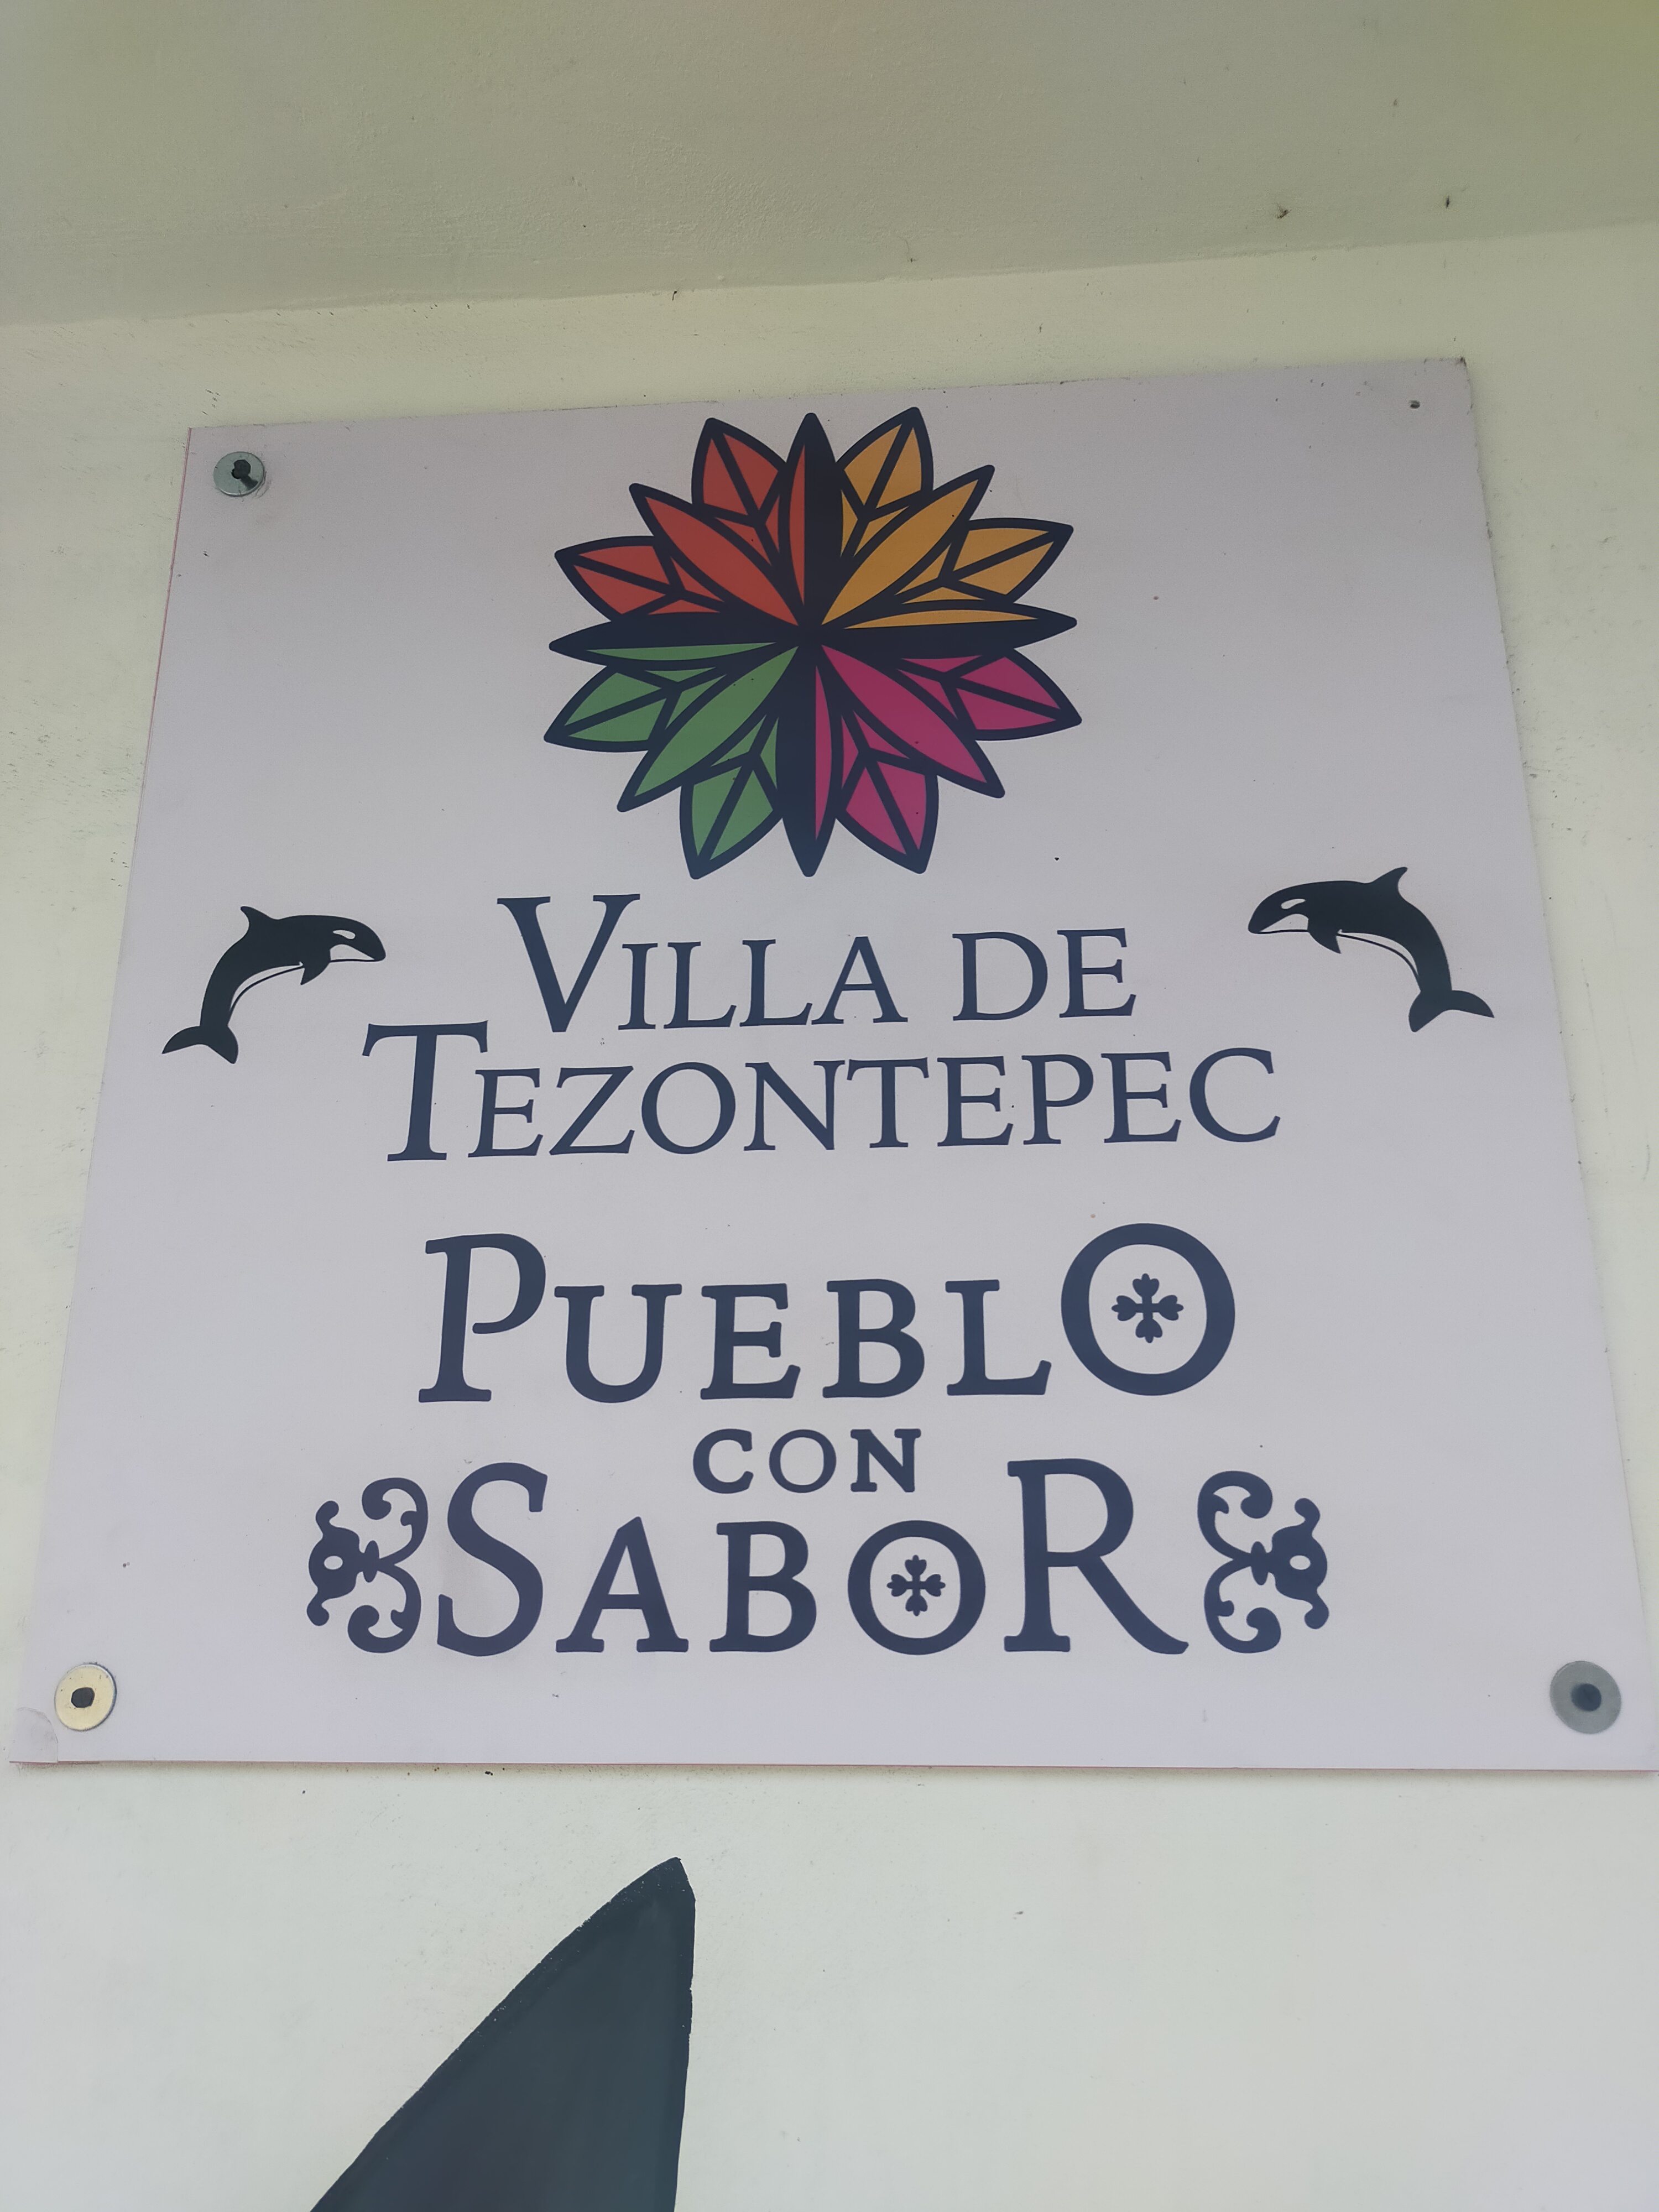 VILLA DE
TEZONTEPEC
PUEBLO
CON
SABOR